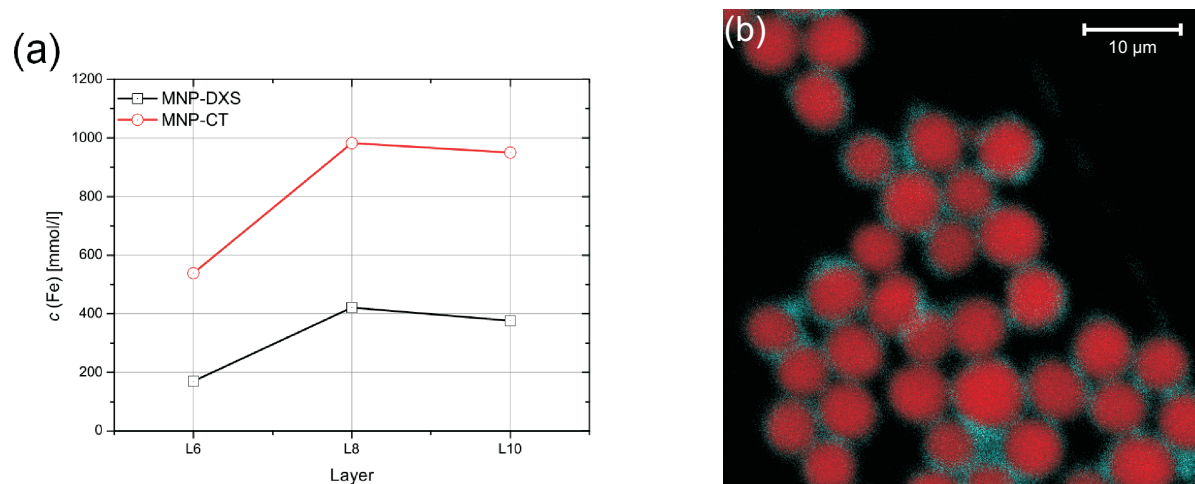 (a)
1200
1000
800
600
400
200
0
c (Fe) [mmol/l]
MNP-DXS
MNP-CT
L6 L8 L10
Layer
(b)
10 µm